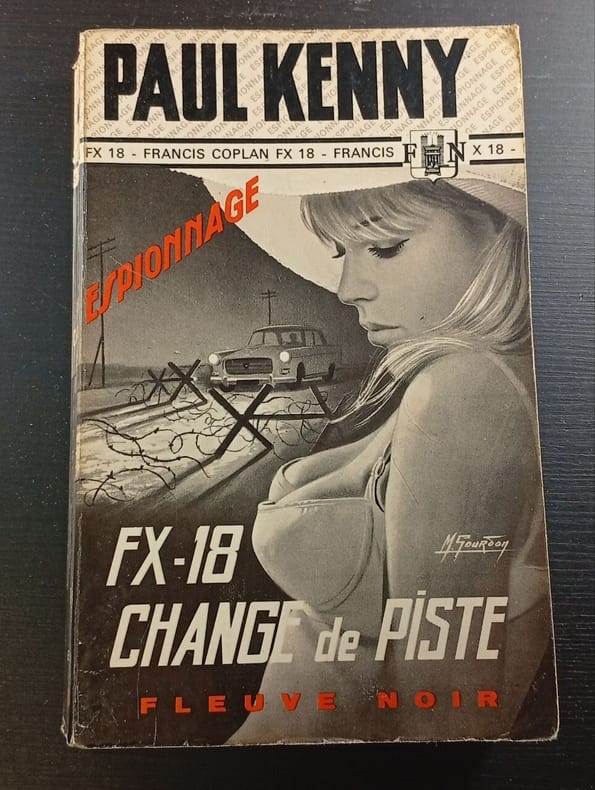 PAUL KENNY
FX 18 - FRANCIS COPLAN FX 18 - FRANCIS F N X 18 -
ESPIONNAGE
M GOURDON
FX-18
CHANGE de PISTE
FLEUVE NOIR